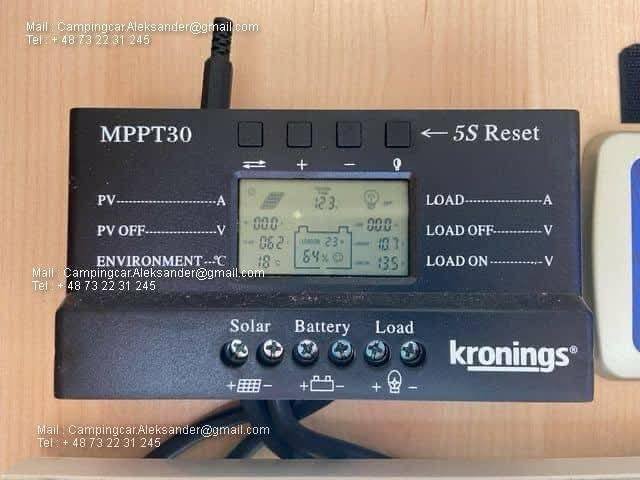 Mail : CampingcarAleksander@gmail.com
Tel : + 48 73 22 31 245
MPPT30
5S Reset
+ -
PV A
LOAD A
PV OFF V
LOAD OFF V
ENVIRONMENT °C
LOAD ON V
12.3
OFF
00.0
00.0
06.2
10.7
18 °C
64 %
13.5
Mail : CampingcarAleksander@gmail.com
Tel : + 48 73 22 31 245
Solar Battery Load
kronings®
+ - + - + -
Mail : CampingcarAleksander@gmail.com
Tel : + 48 73 22 31 245